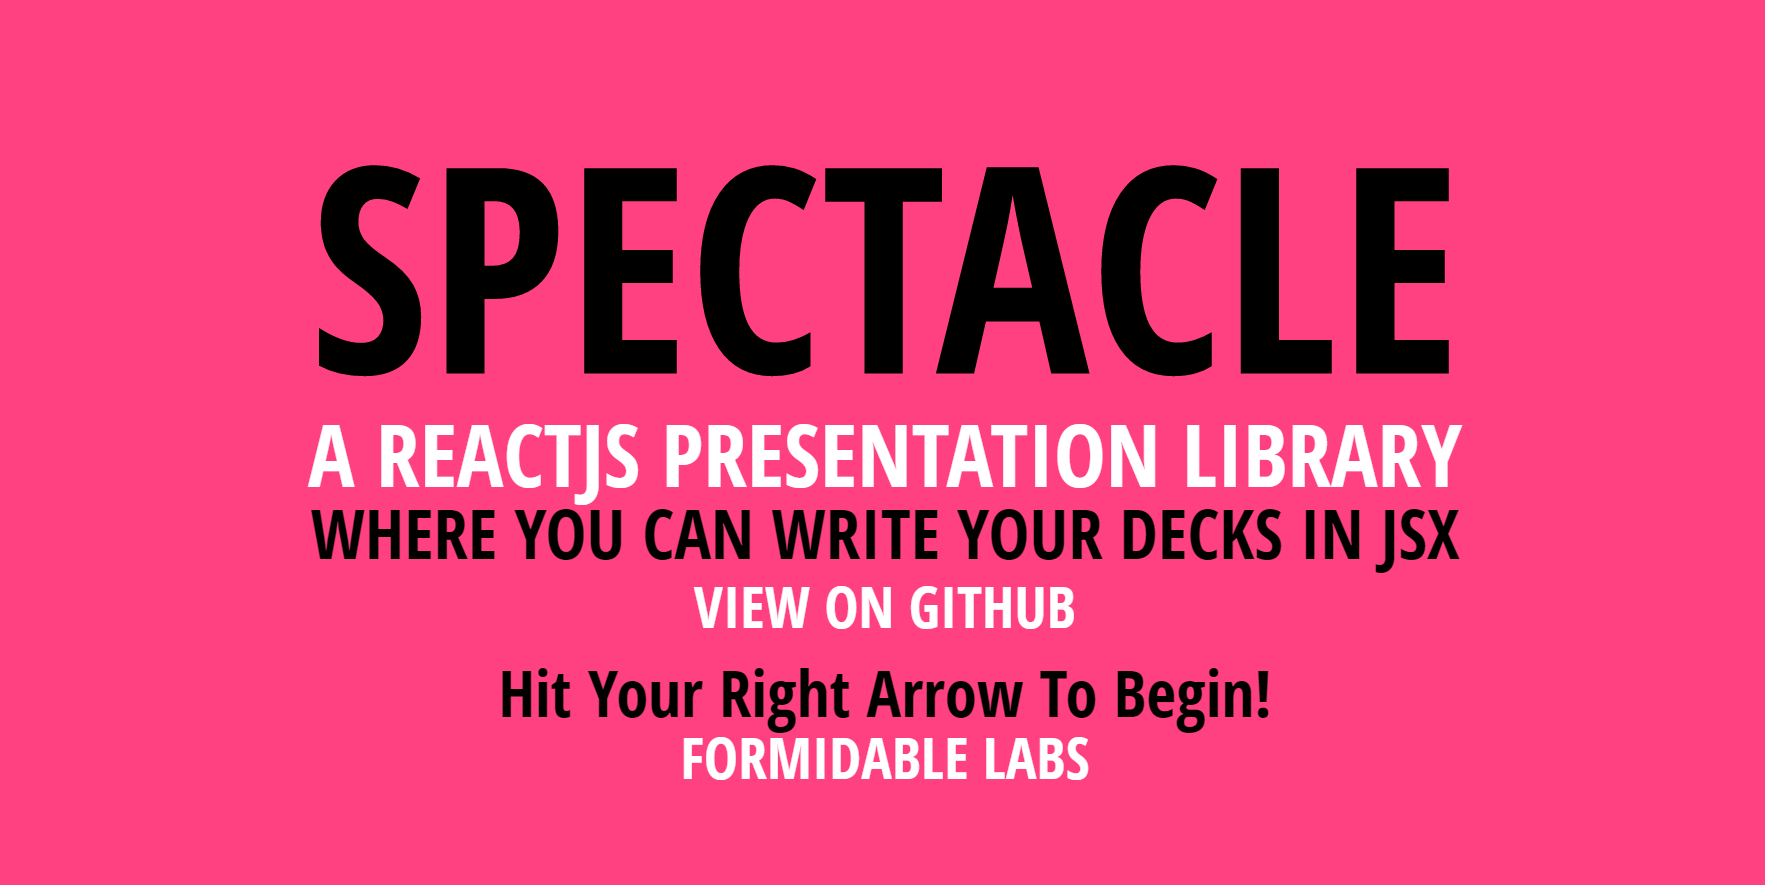 SPECTACLE
A REACTJS PRESENTATION LIBRARY
WHERE YOU CAN WRITE YOUR DECKS IN JSX
VIEW ON GITHUB
Hit Your Right Arrow To Begin!
FORMIDABLE LABS